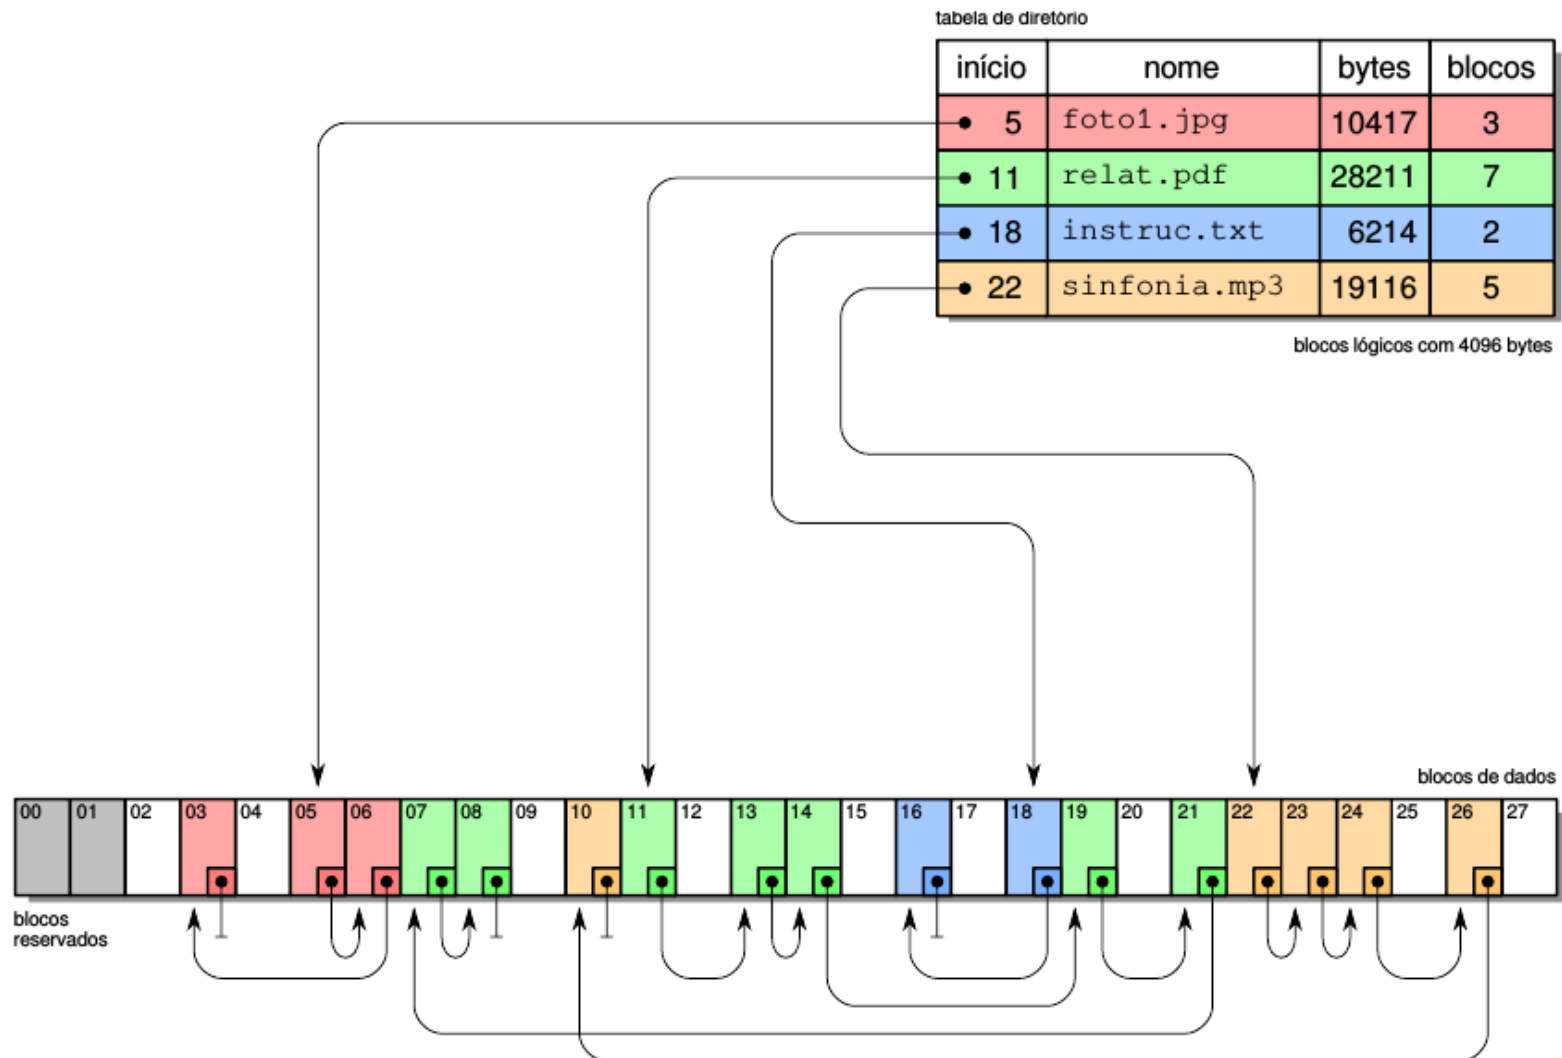 tabela de diretório
início nome bytes blocos
5 foto1.jpg 10417 3
11 relat.pdf 28211 7
18 instruc.txt 6214 2
22 sinfonia.mp3 19116 5
blocos lógicos com 4096 bytes
blocos de dados
00 01 02 03 04 05 06 07 08 09 10 11 12 13 14 15 16 17 18 19 20 21 22 23 24 25 26 27
blocos
reservados